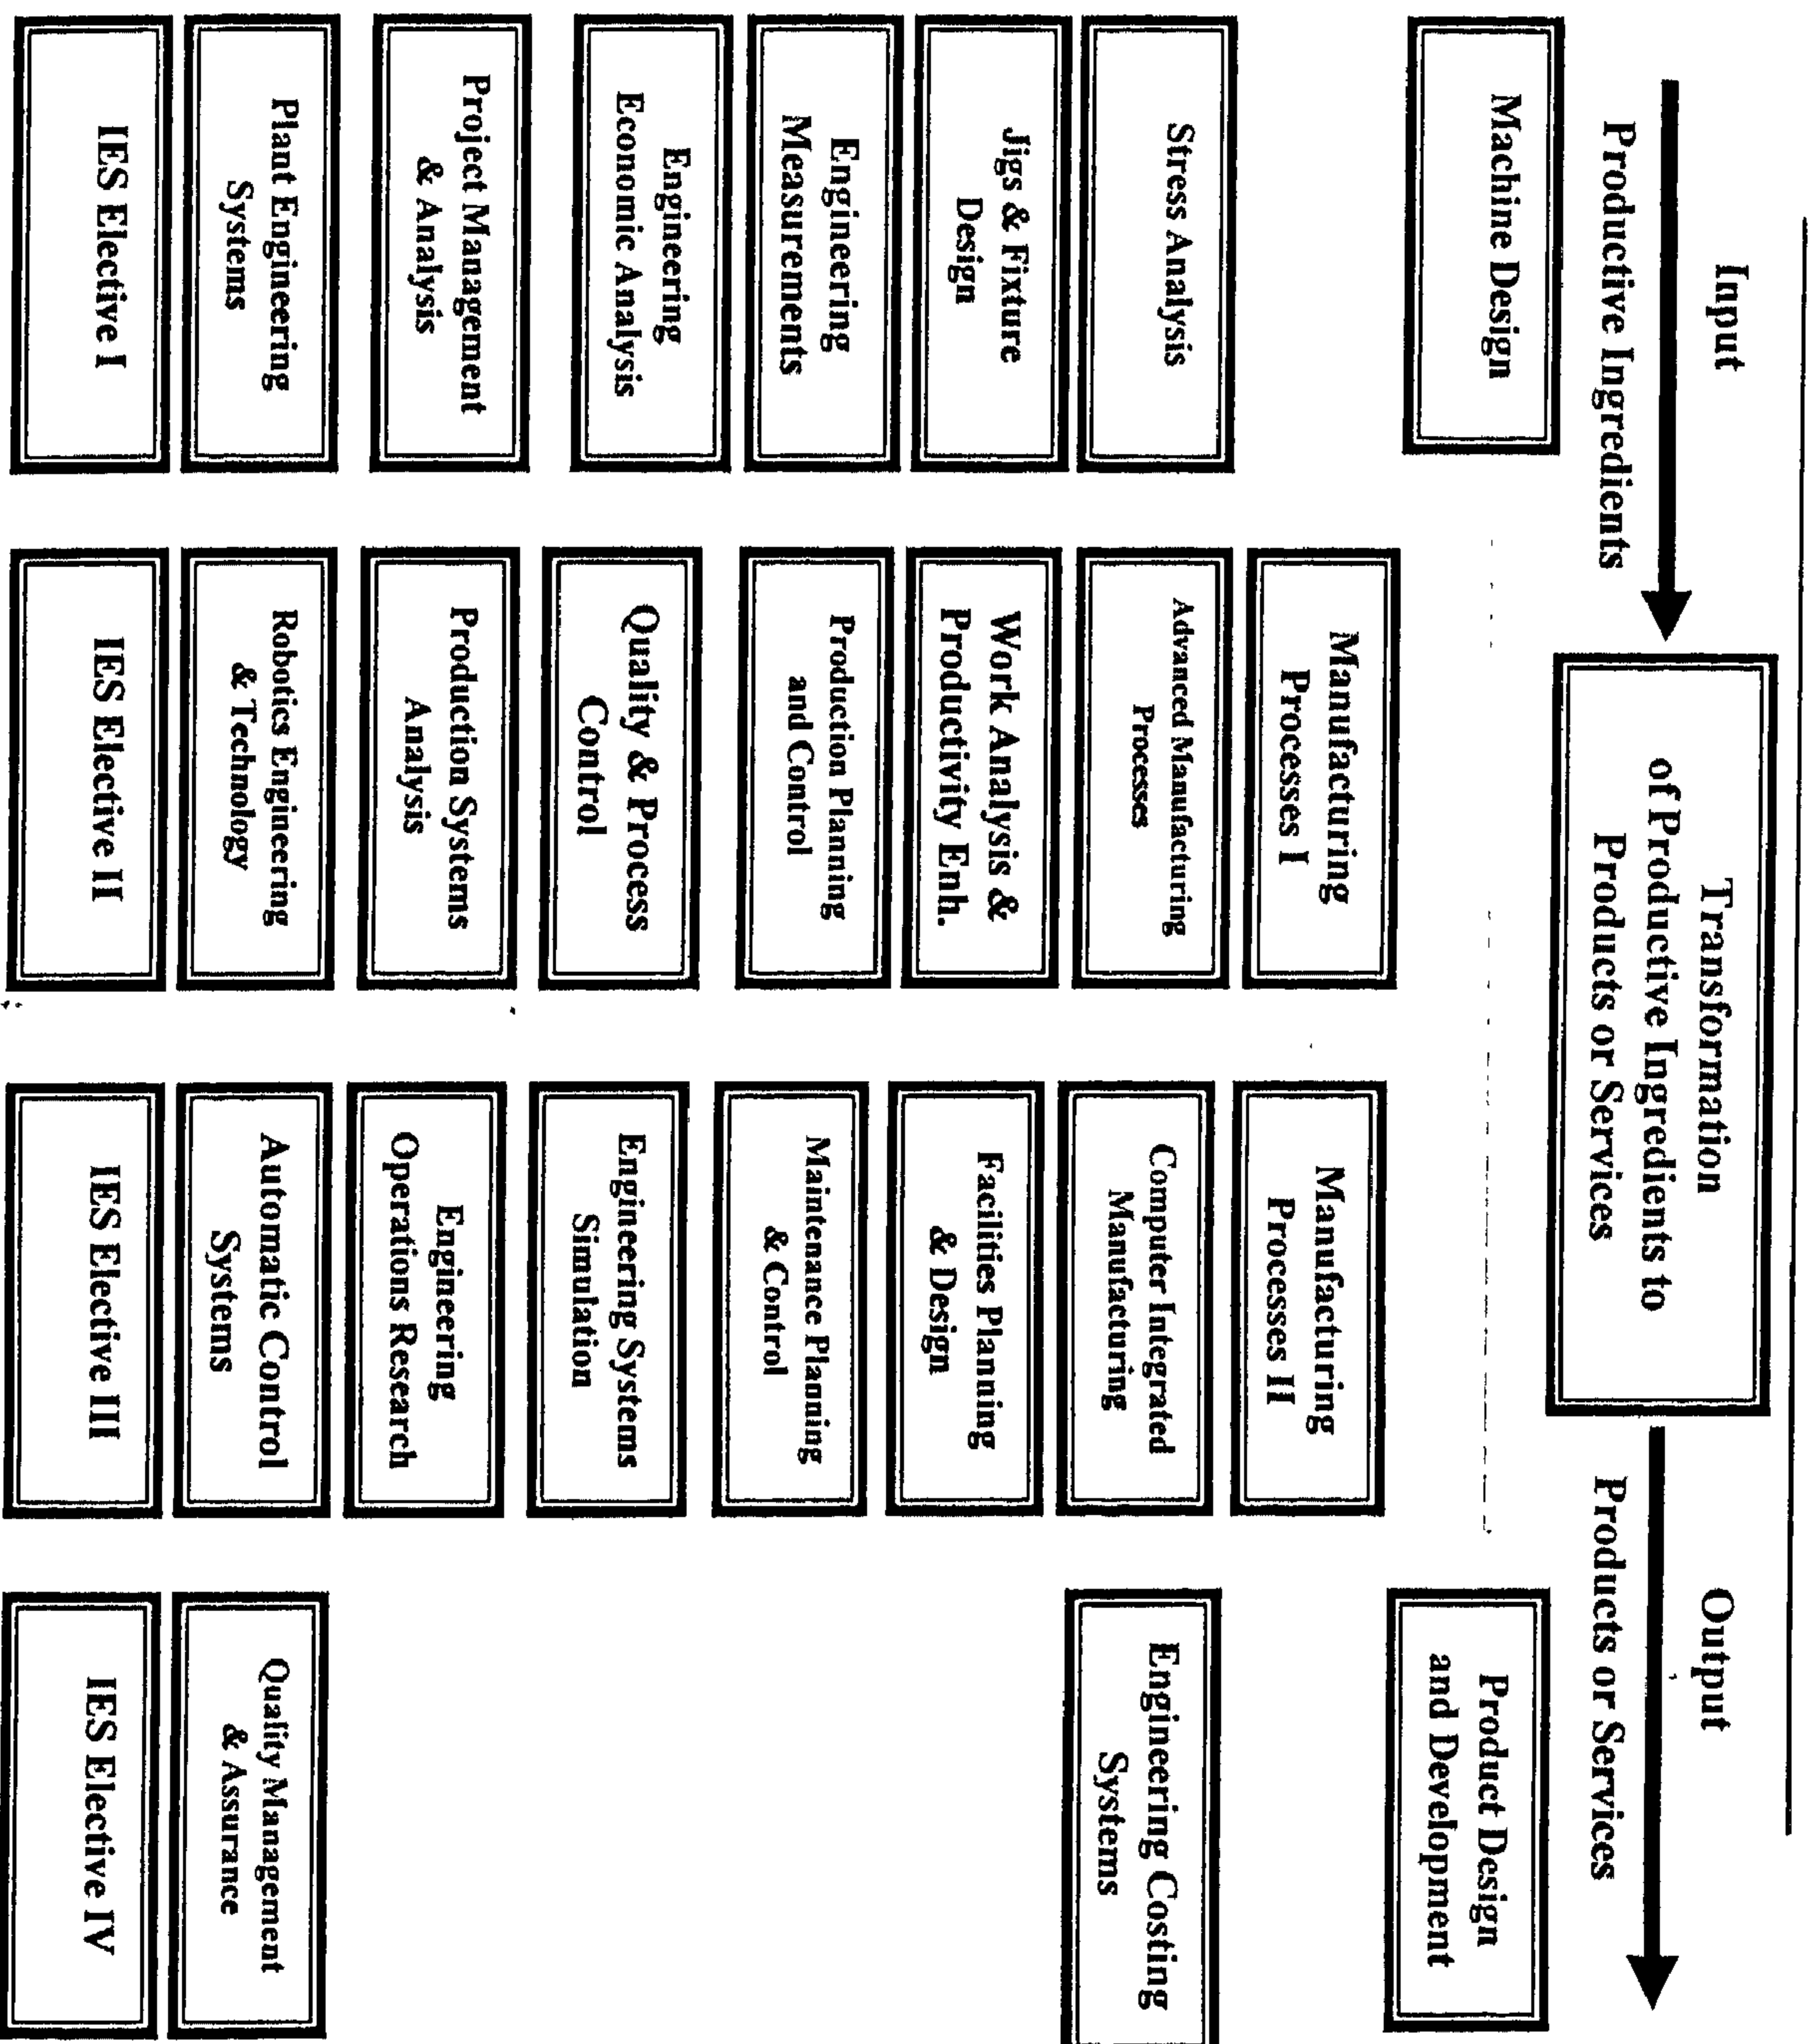 Input
Productive Ingredients
Transformation
of Productive Ingredients to
Products or Services
Output
Products or Services
Machine Design
Product Design
and Development
Manufacturing
Processes I
Manufacturing
Processes II
Stress Analysis
Advanced Manufacturing
Processes
Computer Integrated
Manufacturing
Engineering Costing
Systems
Jigs & Fixture
Design
Work Analysis &
Productivity Enh.
Facilities Planning
& Design
Engineering
Measurements
Production Planning
and Control
Maintenance Planning
& Control
Engineering
Economic Analysis
Quality & Process
Control
Engineering Systems
Simulation
Project Management
& Analysis
Production Systems
Analysis
Engineering
Operations Research
Plant Engineering
Systems
Robotics Engineering
& Technology
Automatic Control
Systems
Quality Management
& Assurance
IES Elective I
IES Elective II
IES Elective III
IES Elective IV